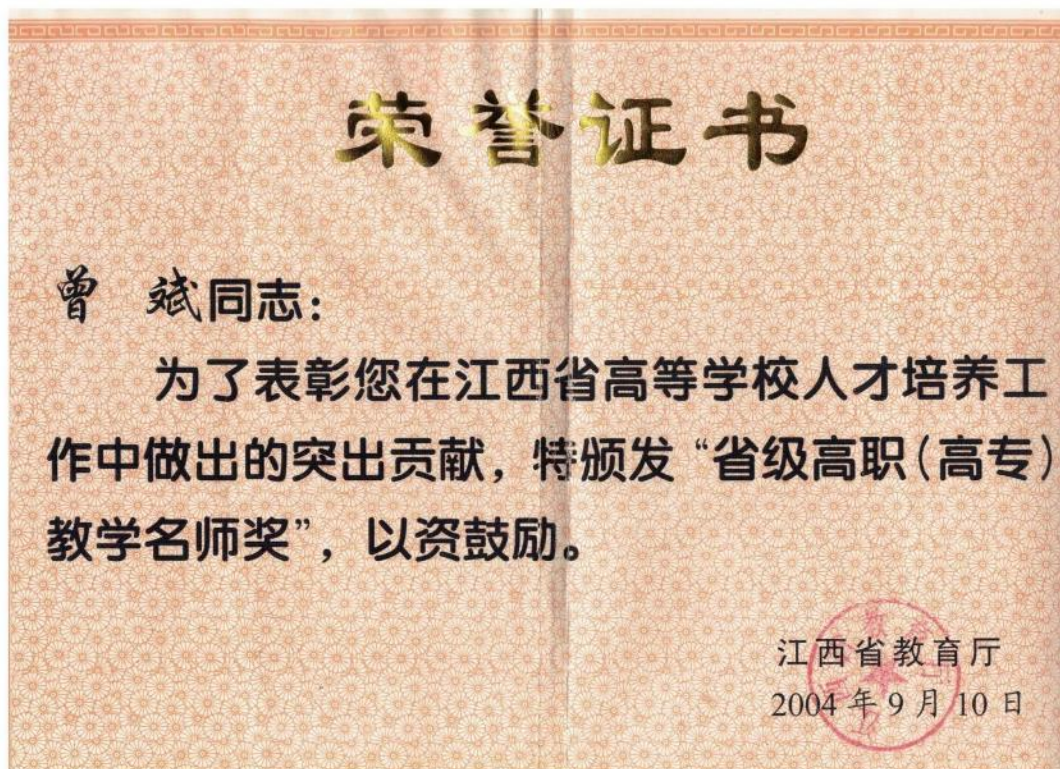 荣誉证书
曾 斌同志：
为了表彰您在江西省高等学校人才培养工
作中做出的突出贡献，特颁发“省级高职（高专）
教学名师奖”，以资鼓励。
江西省教育厅
2004年9月10日